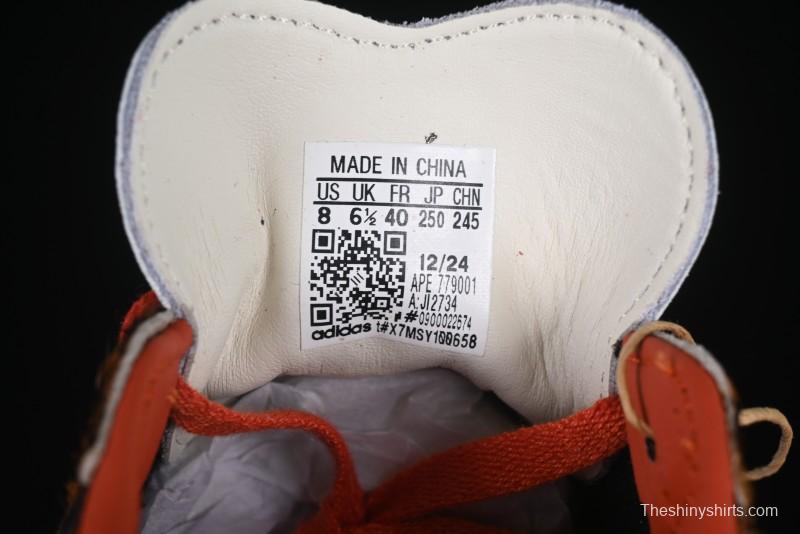 MADE IN CHINA
US UK FR JP CHN
8 6½ 40 250 245
12/24
APE 779001
A:JI2734
#0900022674
adidas t#X7MSY100658
Theshinyshirts.com